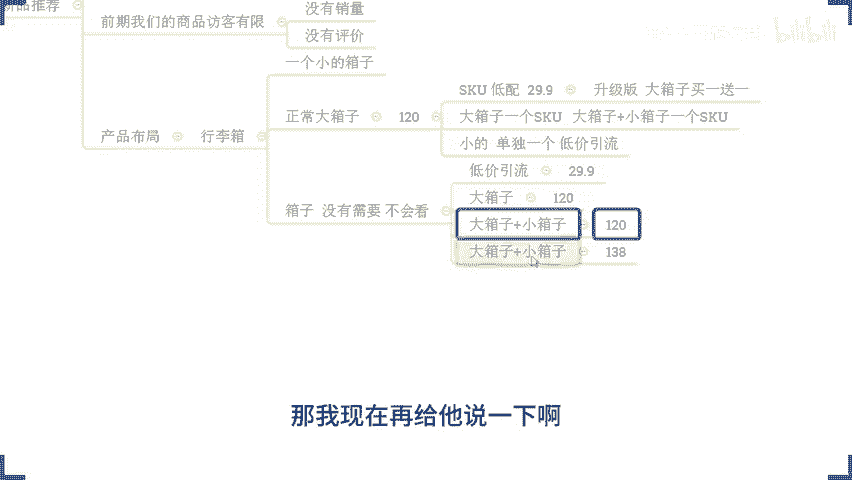 新品推荐
前期我们的商品访客有限
没有销量
没有评价
一个小的箱子
产品布局 行李箱
正常大箱子 120
SKU 低配 29.9 升级版 大箱子买一送一
大箱子一个SKU 大箱子+小箱子一个SKU
小的 单独一个 低价引流
箱子 没有需要 不会看
低价引流 29.9
大箱子 120
大箱子+小箱子 120
大箱子+小箱子 138
那我现在再给他说一下啊
bilibili